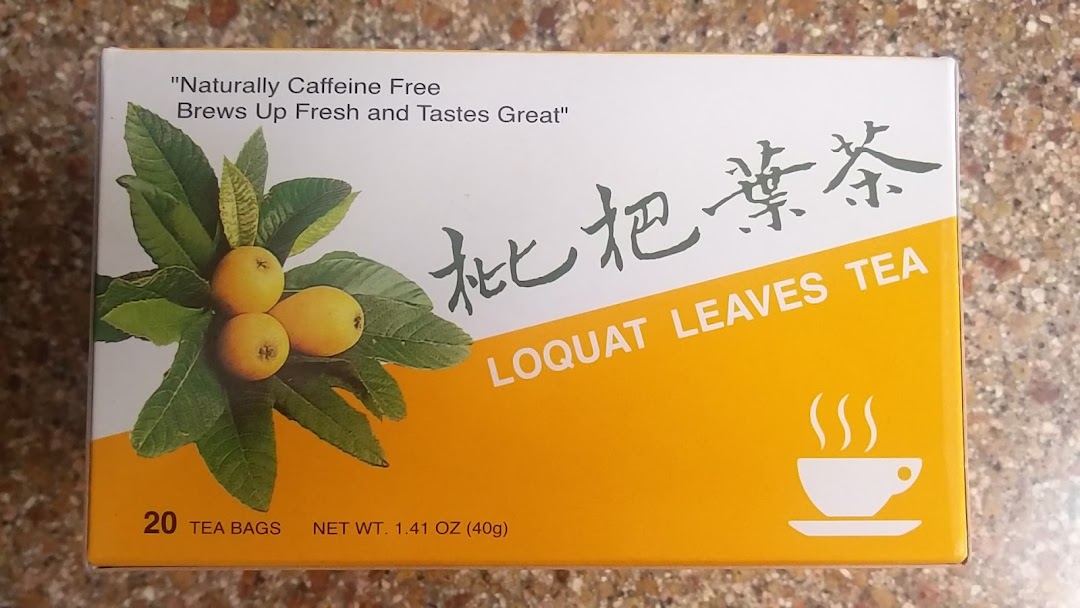 "Naturally Caffeine Free
Brews Up Fresh and Tastes Great"
枇杷葉茶
LOQUAT LEAVES TEA
20 TEA BAGS NET WT. 1.41 OZ (40g)